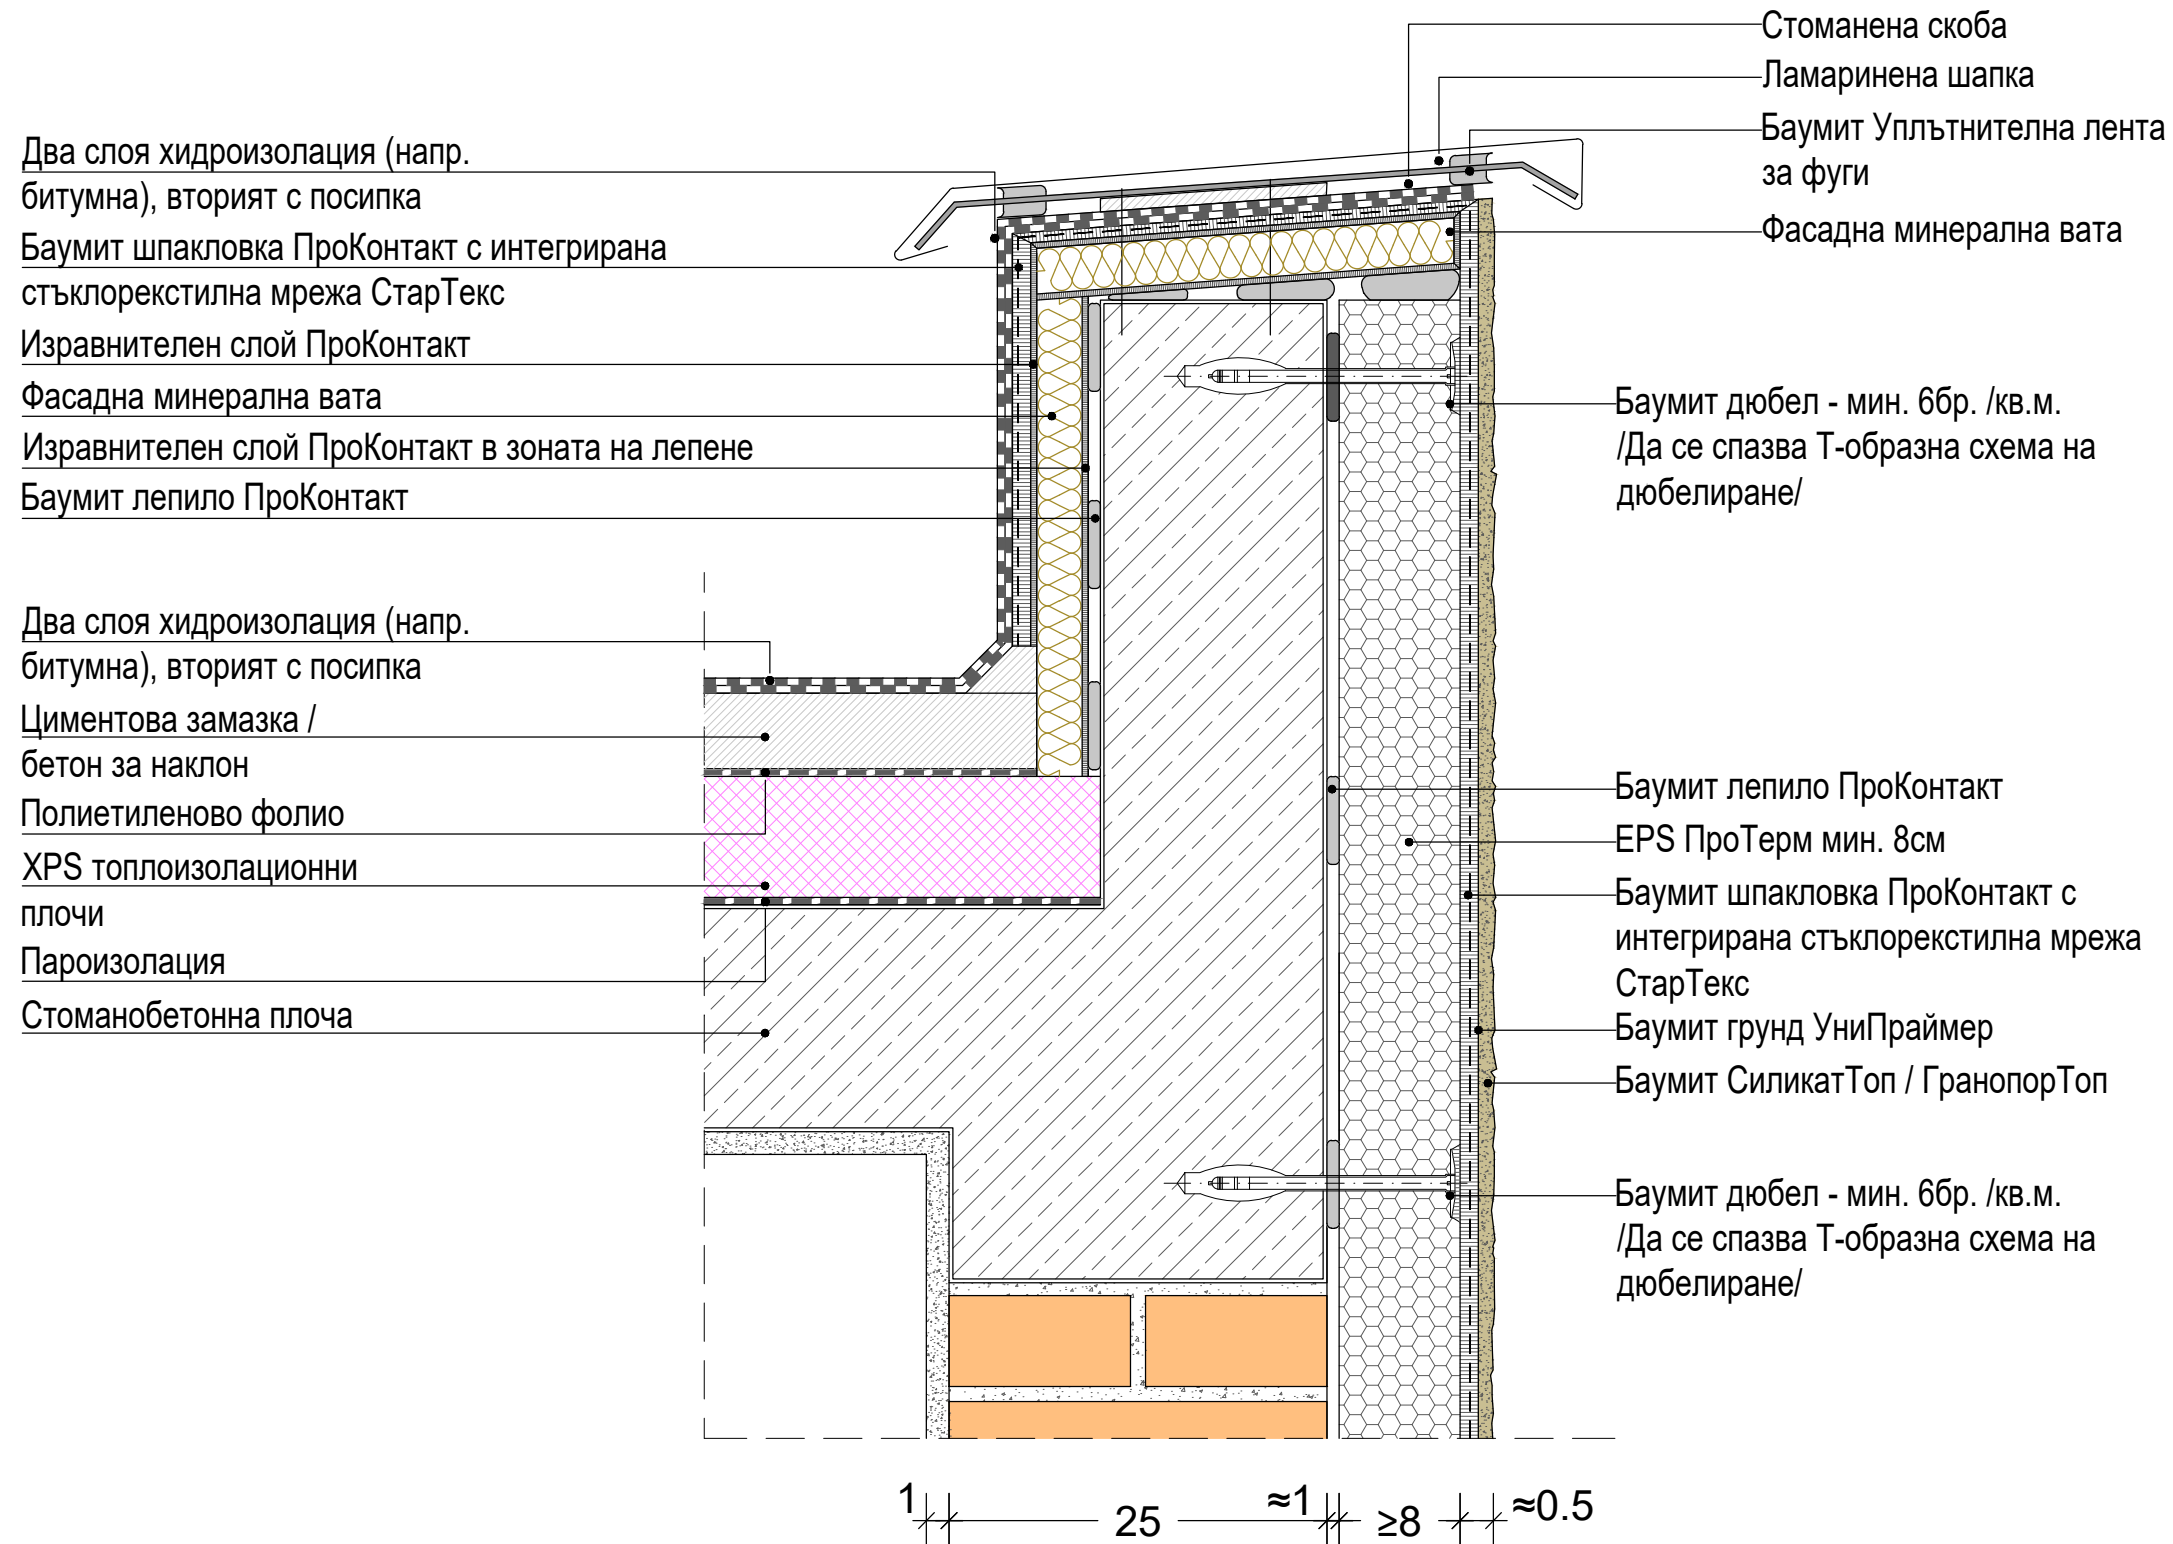 Два слоя хидроизолация (напр.
битумна), вторият с посипка
Баумит шпакловка ПроКонтакт с интегрирана
стъклорекстилна мрежа СтарТекс
Изравнителен слой ПроКонтакт
Фасадна минерална вата
Изравнителен слой ПроКонтакт в зоната на лепене
Баумит лепило ПроКонтакт
Два слоя хидроизолация (напр.
битумна), вторият с посипка
Циментова замазка /
бетон за наклон
Полиетиленово фолио
XPS топлоизолационни
плочи
Пароизолация
Стоманобетонна плоча
Стоманена скоба
Ламаринена шапка
Баумит Уплътнителна лента
за фуги
Фасадна минерална вата
Баумит дюбел - мин. 6бр. /кв.м.
/Да се спазва Т-образна схема на
дюбелиране/
Баумит лепило ПроКонтакт
EPS ПроТерм мин. 8см
Баумит шпакловка ПроКонтакт с
интегрирана стъклорекстилна мрежа
СтарТекс
Баумит грунд УниПраймер
Баумит СиликатТоп / ГранопорТоп
Баумит дюбел - мин. 6бр. /кв.м.
/Да се спазва Т-образна схема на
дюбелиране/
1 25 ≈1 ≥8 ≈0.5